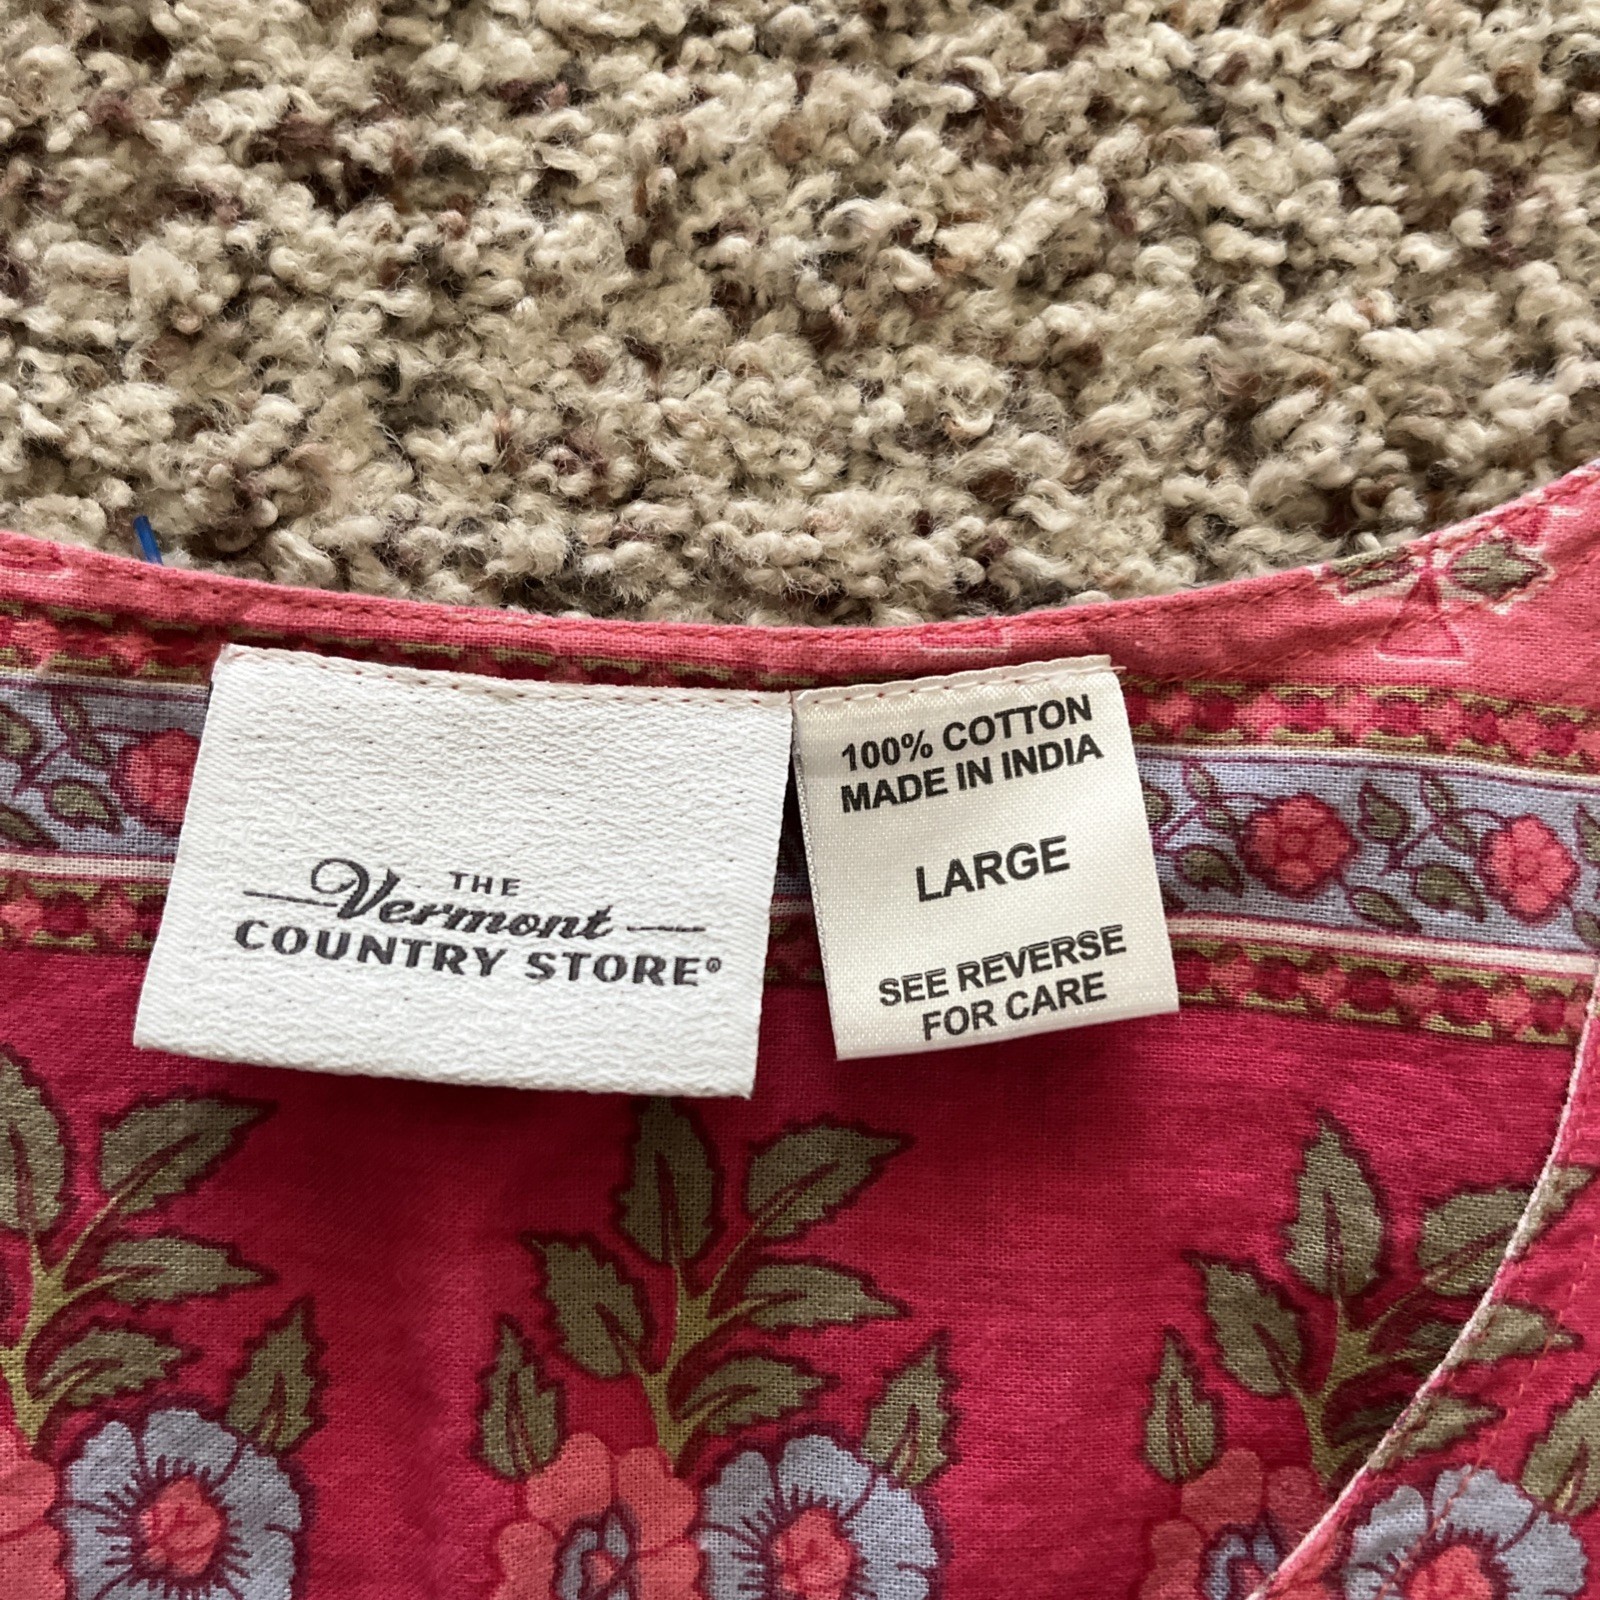 THE
Vermont
COUNTRY STORE®
100% COTTON
MADE IN INDIA
LARGE
SEE REVERSE
FOR CARE